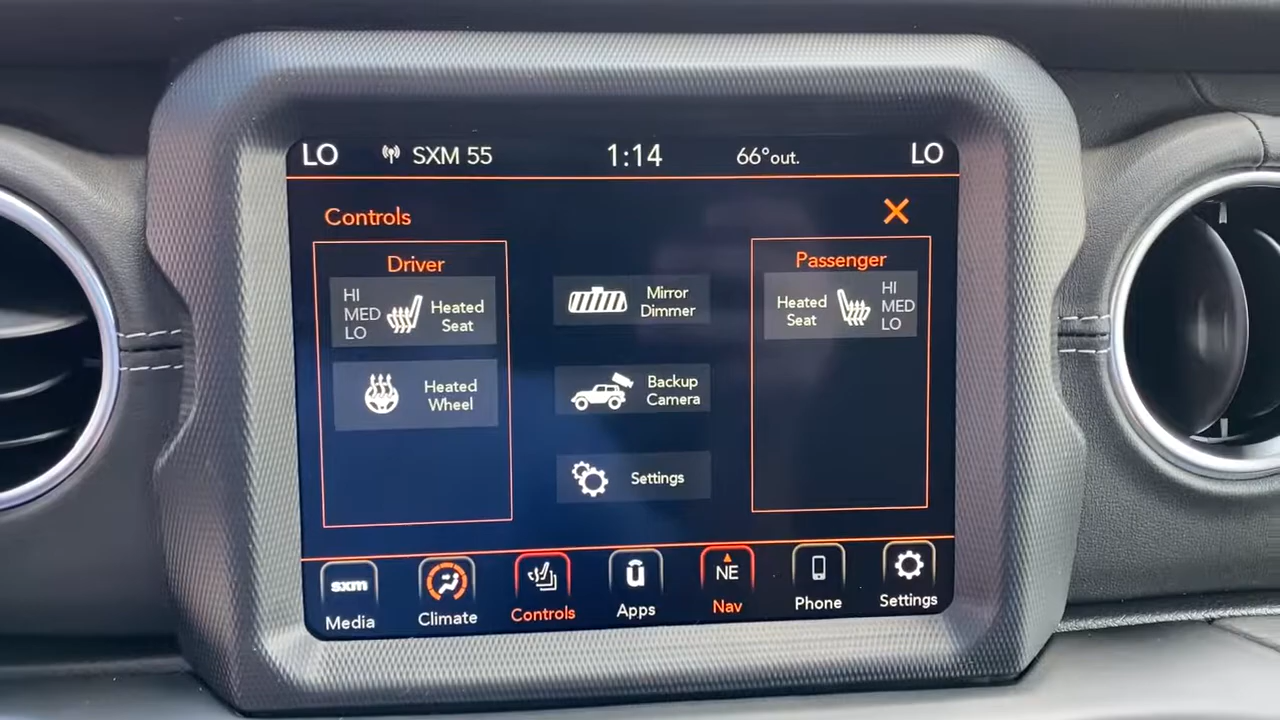 LO SXM 55 1:14 66°out. LO
Controls
Driver
HI
MED
LO
Heated
Seat
Heated
Wheel
Mirror
Dimmer
Backup
Camera
Settings
Passenger
Heated
Seat
HI
MED
LO
sxm
Media
Climate
Controls
ū
Apps
NE
Nav
Phone
Settings